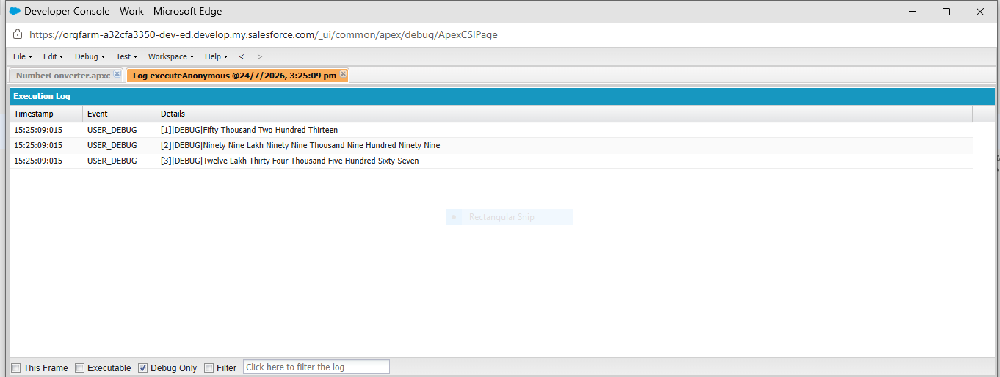 Developer Console - Work - Microsoft Edge
https://orgfarm-a32cfa3350-dev-ed.develop.my.salesforce.com/_ui/common/apex/debug/ApexCSIPage
File Edit Debug Test Workspace Help < >
NumberConverter.apxc Log executeAnonymous @24/7/2026, 3:25:09 pm
Execution Log
Timestamp Event Details
15:25:09:015 USER_DEBUG [1]|DEBUG|Fifty Thousand Two Hundred Thirteen
15:25:09:015 USER_DEBUG [2]|DEBUG|Ninety Nine Lakh Ninety Nine Thousand Nine Hundred Ninety Nine
15:25:09:015 USER_DEBUG [3]|DEBUG|Twelve Lakh Thirty Four Thousand Five Hundred Sixty Seven
Rectangular Snip
This Frame Executable Debug Only Filter Click here to filter the log